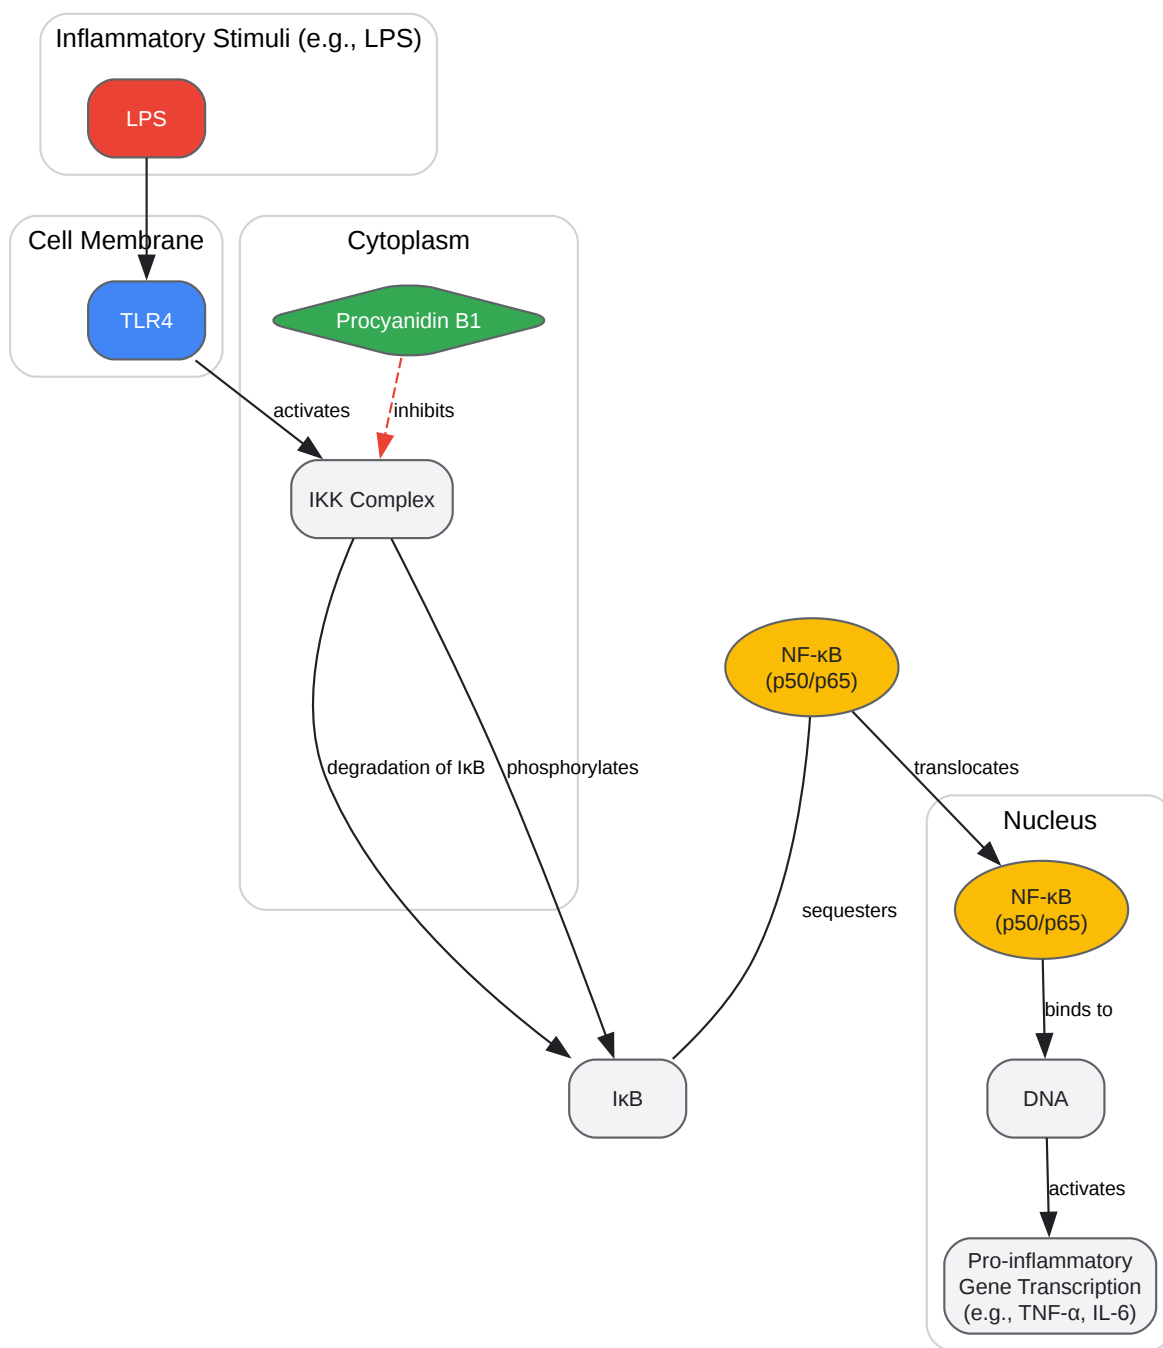 Inflammatory Stimuli (e.g., LPS)
LPS
Cell Membrane
Cytoplasm
TLR4
Procyanidin B1
activates
inhibits
IKK Complex
NF-κB
(p50/p65)
degradation of IκB
phosphorylates
translocates
Nucleus
NF-κB
(p50/p65)
sequesters
binds to
IκB
DNA
activates
Pro-inflammatory
Gene Transcription
(e.g., TNF-α, IL-6)